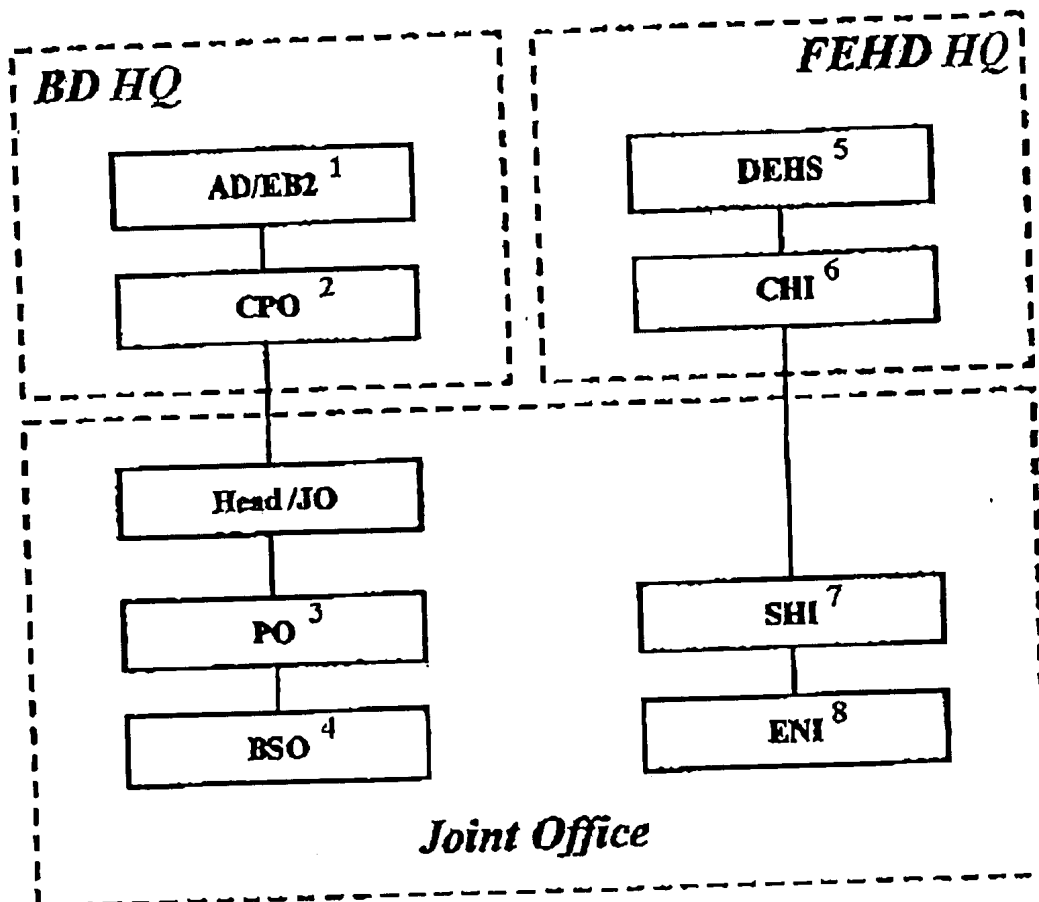 BD HQ
FEHD HQ
AD/EB2 1
DEHS 5
CPO 2
CHI 6
Head/JO
PO 3
SHI 7
BSO 4
ENI 8
Joint Office